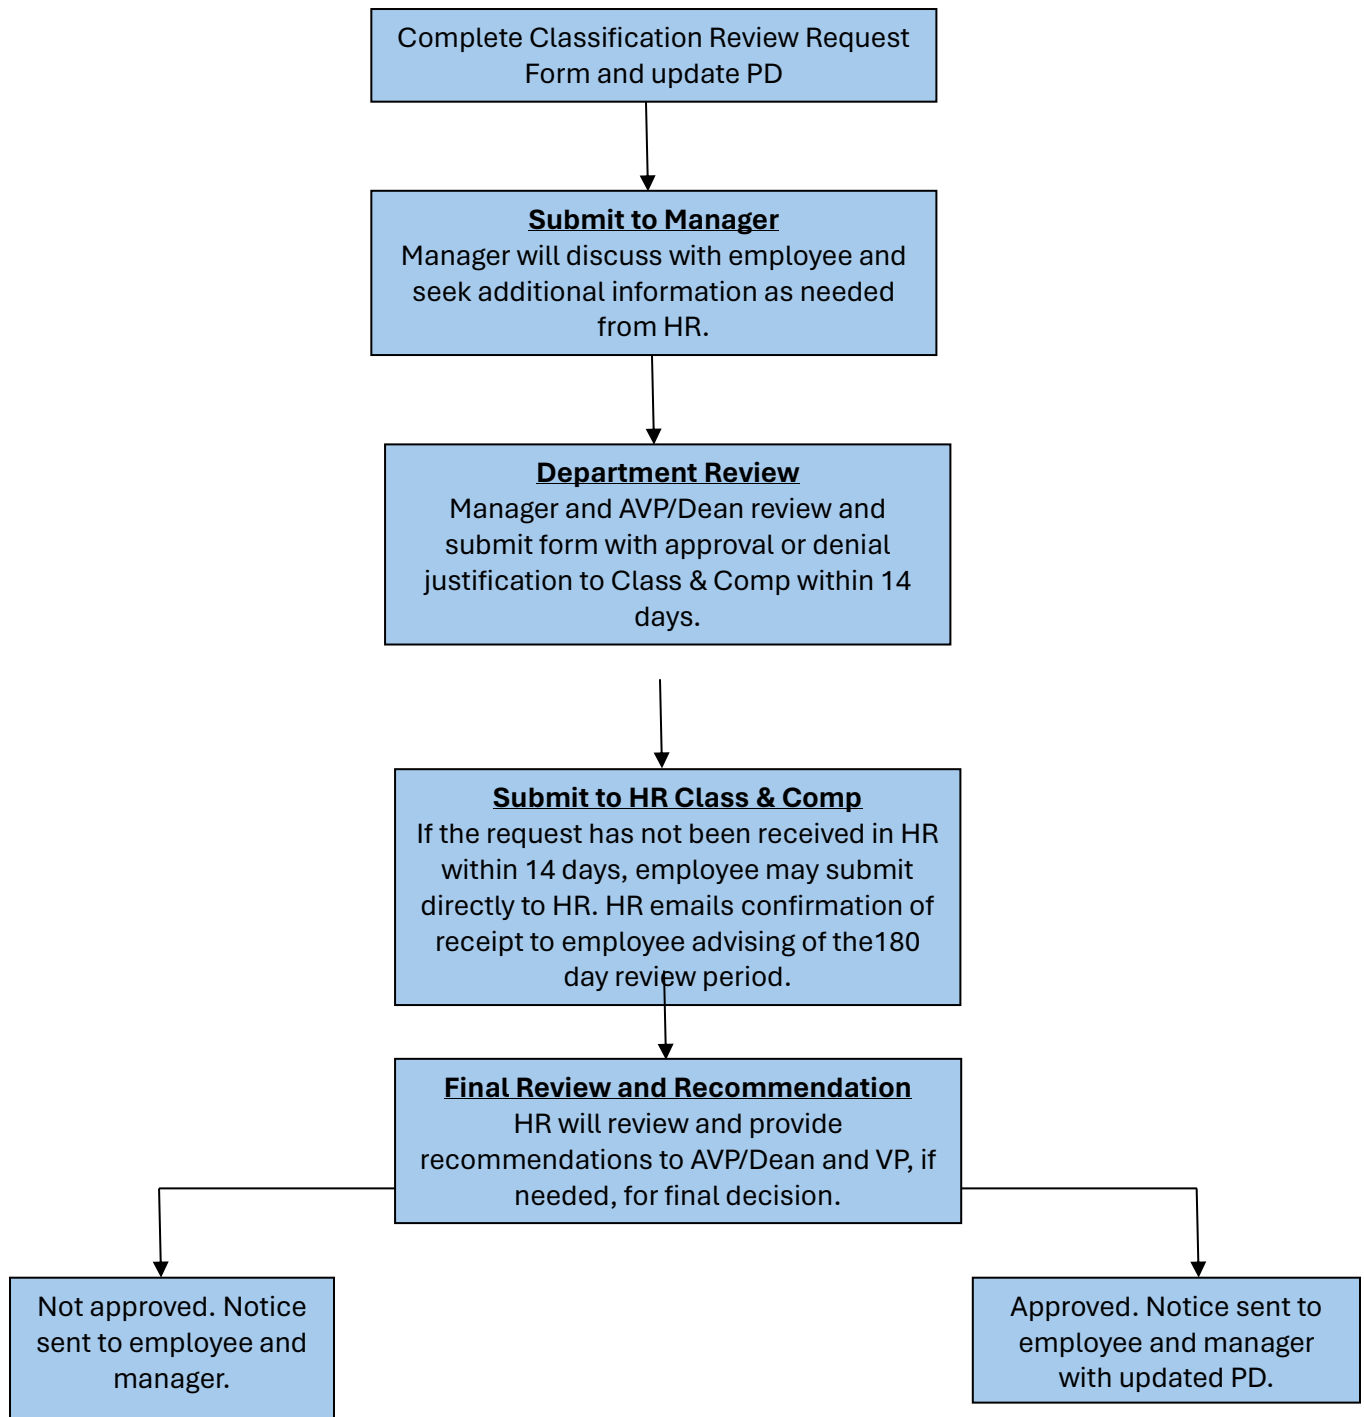 Complete Classification Review Request
Form and update PD
Submit to Manager
Manager will discuss with employee and
seek additional information as needed
from HR.
Department Review
Manager and AVP/Dean review and
submit form with approval or denial
justification to Class & Comp within 14
days.
Submit to HR Class & Comp
If the request has not been received in HR
within 14 days, employee may submit
directly to HR. HR emails confirmation of
receipt to employee advising of the180
day review period.
Final Review and Recommendation
HR will review and provide
recommendations to AVP/Dean and VP, if
needed, for final decision.
Not approved. Notice
sent to employee and
manager.
Approved. Notice sent to
employee and manager
with updated PD.